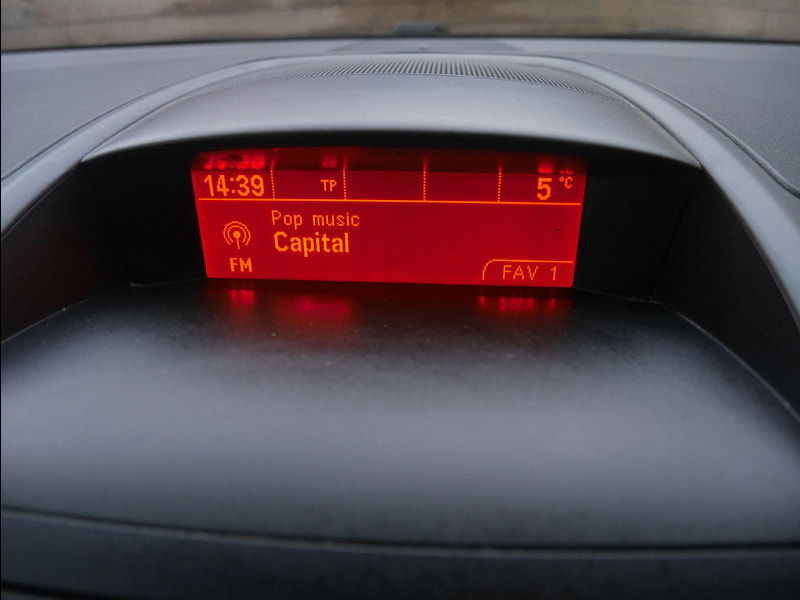 14:39 TP 5 °C
Pop music
Capital
FM FAV 1